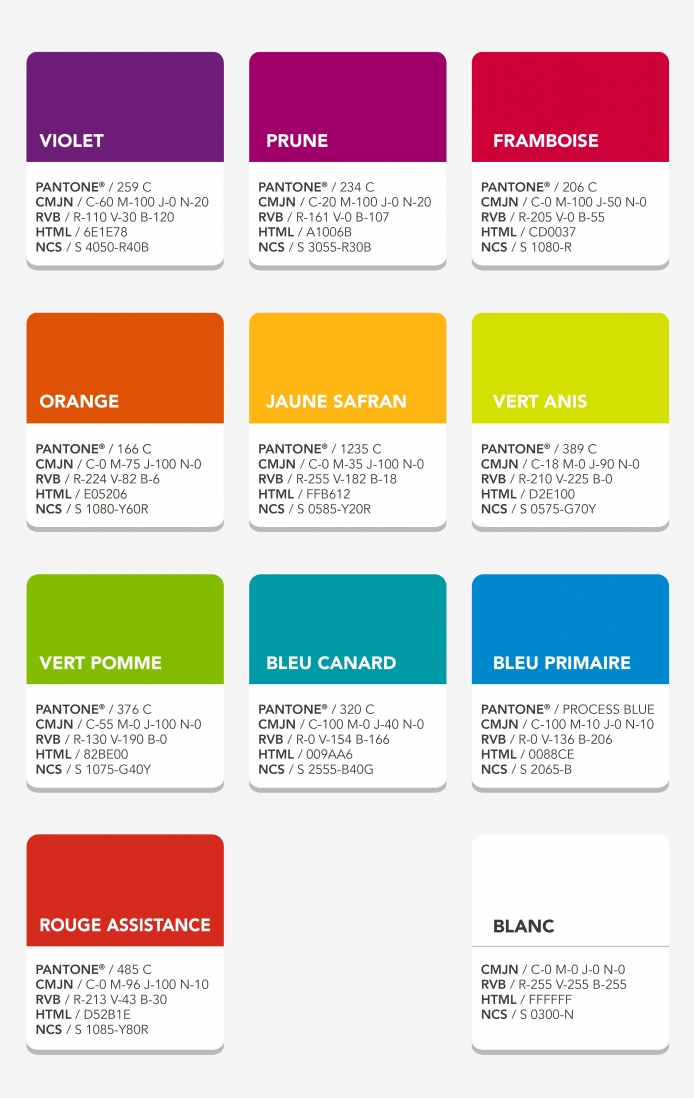 VIOLET
PANTONE® / 259 C
CMJN / C-60 M-100 J-0 N-20
RVB / R-110 V-30 B-120
HTML / 6E1E78
NCS / S 4050-R40B
PRUNE
PANTONE® / 234 C
CMJN / C-20 M-100 J-0 N-20
RVB / R-161 V-0 B-107
HTML / A1006B
NCS / S 3055-R30B
FRAMBOISE
PANTONE® / 206 C
CMJN / C-0 M-100 J-50 N-0
RVB / R-205 V-0 B-55
HTML / CD0037
NCS / S 1080-R
ORANGE
PANTONE® / 166 C
CMJN / C-0 M-75 J-100 N-0
RVB / R-224 V-82 B-6
HTML / E05206
NCS / S 1080-Y60R
JAUNE SAFRAN
PANTONE® / 1235 C
CMJN / C-0 M-35 J-100 N-0
RVB / R-255 V-182 B-18
HTML / FFB612
NCS / S 0585-Y20R
VERT ANIS
PANTONE® / 389 C
CMJN / C-18 M-0 J-90 N-0
RVB / R-210 V-225 B-0
HTML / D2E100
NCS / S 0575-G70Y
VERT POMME
PANTONE® / 376 C
CMJN / C-55 M-0 J-100 N-0
RVB / R-130 V-190 B-0
HTML / 82BE00
NCS / S 1075-G40Y
BLEU CANARD
PANTONE® / 320 C
CMJN / C-100 M-0 J-40 N-0
RVB / R-0 V-154 B-166
HTML / 009AA6
NCS / S 2555-B40G
BLEU PRIMAIRE
PANTONE® / PROCESS BLUE
CMJN / C-100 M-10 J-0 N-10
RVB / R-0 V-136 B-206
HTML / 0088CE
NCS / S 2065-B
ROUGE ASSISTANCE
PANTONE® / 485 C
CMJN / C-0 M-96 J-100 N-10
RVB / R-213 V-43 B-30
HTML / D52B1E
NCS / S 1085-Y80R
BLANC
CMJN / C-0 M-0 J-0 N-0
RVB / R-255 V-255 B-255
HTML / FFFFFF
NCS / S 0300-N